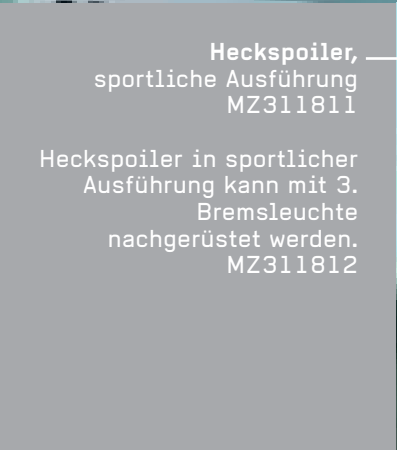 Heckspoiler,
sportliche Ausführung
MZ311811
Heckspoiler in sportlicher
Ausführung kann mit 3.
Bremsleuchte
nachgerüstet werden.
MZ311812